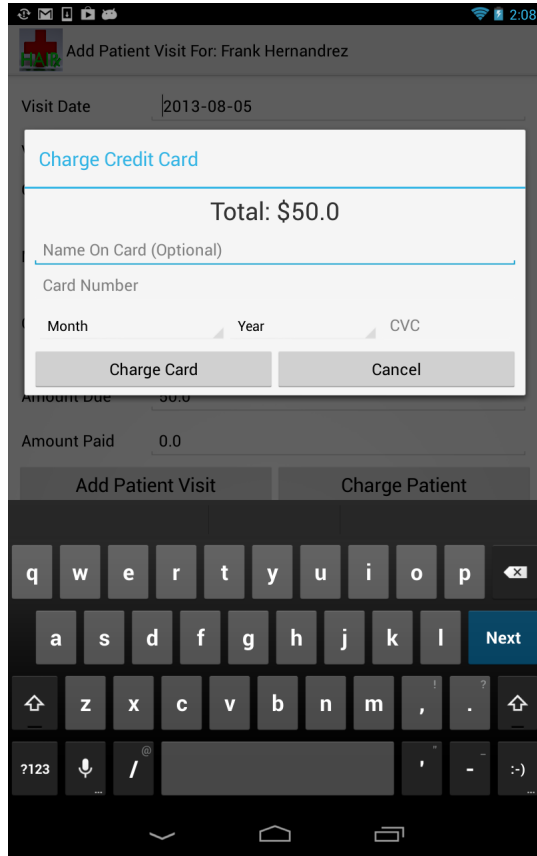 2:08
Add Patient Visit For: Frank Hernandrez
Visit Date 2013-08-05
Charge Credit Card
Total: $50.0
Name On Card (Optional)
Card Number
Month Year CVC
Charge Card Cancel
Amount Due 50.0
Amount Paid 0.0
Add Patient Visit Charge Patient
q w e r t y u i o p
a s d f g h j k l Next
! ?
z x c v b n m , .
@ " _
?123 / ' - :-)
... ...